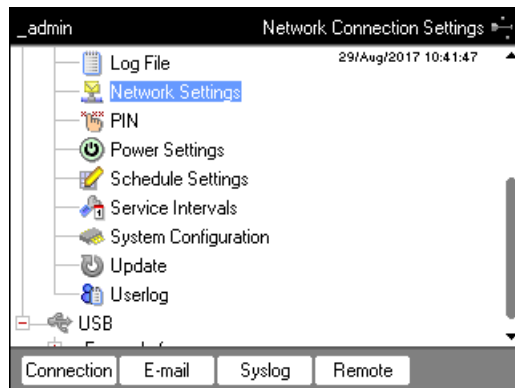 _admin Network Connection Settings
29/Aug/2017 10:41:47
Log File
Network Settings
PIN
Power Settings
Schedule Settings
Service Intervals
System Configuration
Update
Userlog
USB
Connection E-mail Syslog Remote